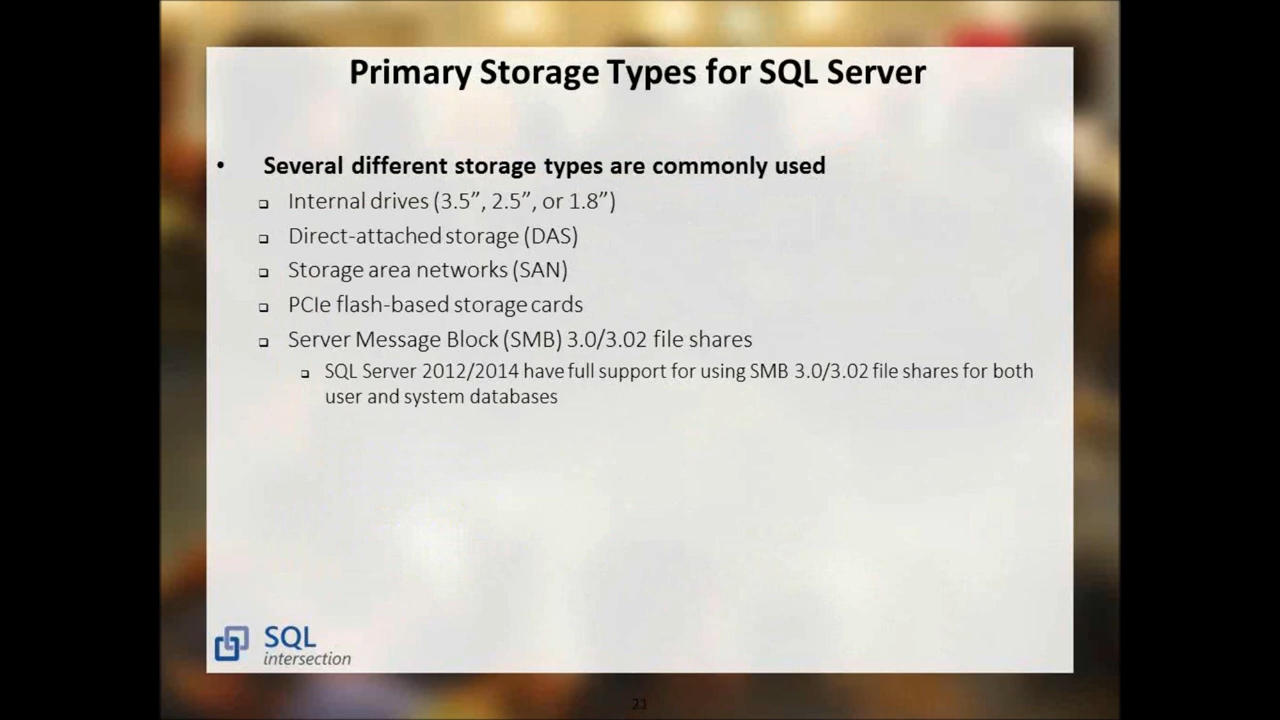 Primary Storage Types for SQL Server
• Several different storage types are commonly used
❑ Internal drives (3.5”, 2.5”, or 1.8”)
❑ Direct-attached storage (DAS)
❑ Storage area networks (SAN)
❑ PCIe flash-based storage cards
❑ Server Message Block (SMB) 3.0/3.02 file shares
❑ SQL Server 2012/2014 have full support for using SMB 3.0/3.02 file shares for both
user and system databases
SQL
intersection
21